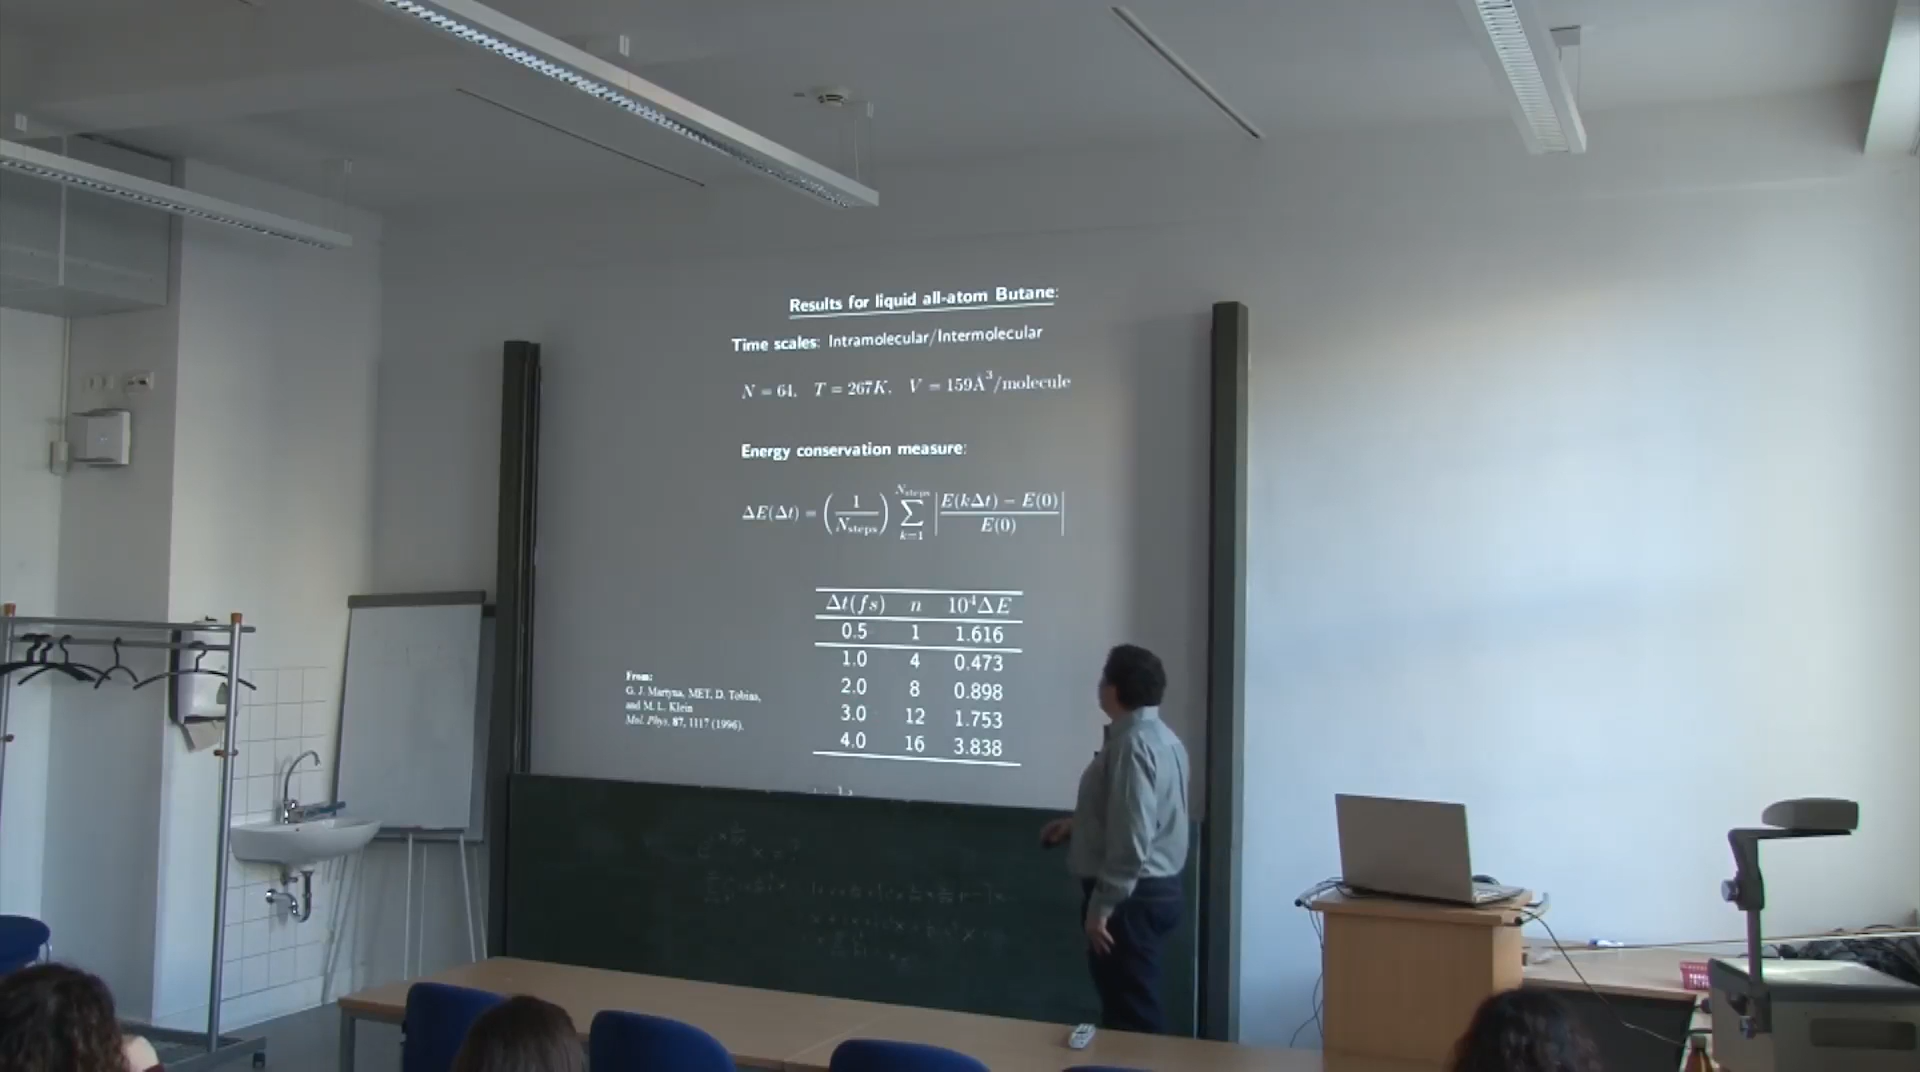 Results for liquid all-atom Butane:
Time scales: Intramolecular/Intermolecular
N = 64, T = 267K, V = 159Å³/molecule
Energy conservation measure:
ΔE(Δt) = (1/N_steps) ∑_{k=1}^{N_steps} |(E(kΔt) − E(0))/E(0)|
Δt(fs) n 10⁴ΔE
0.5 1 1.616
1.0 4 0.473
2.0 8 0.898
3.0 12 1.753
4.0 16 3.838
From:
G. J. Martyna, MET, D. Tobias,
and M. L. Klein
Mol. Phys. 87, 1117 (1996).